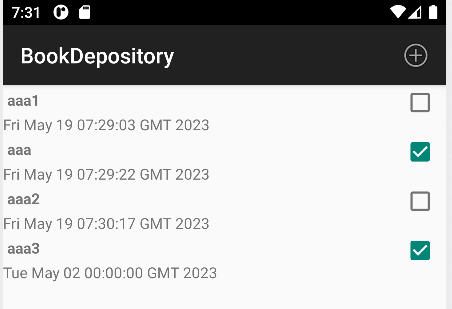 7:31
BookDepository
aaa1
Fri May 19 07:29:03 GMT 2023
aaa
Fri May 19 07:29:22 GMT 2023
aaa2
Fri May 19 07:30:17 GMT 2023
aaa3
Tue May 02 00:00:00 GMT 2023